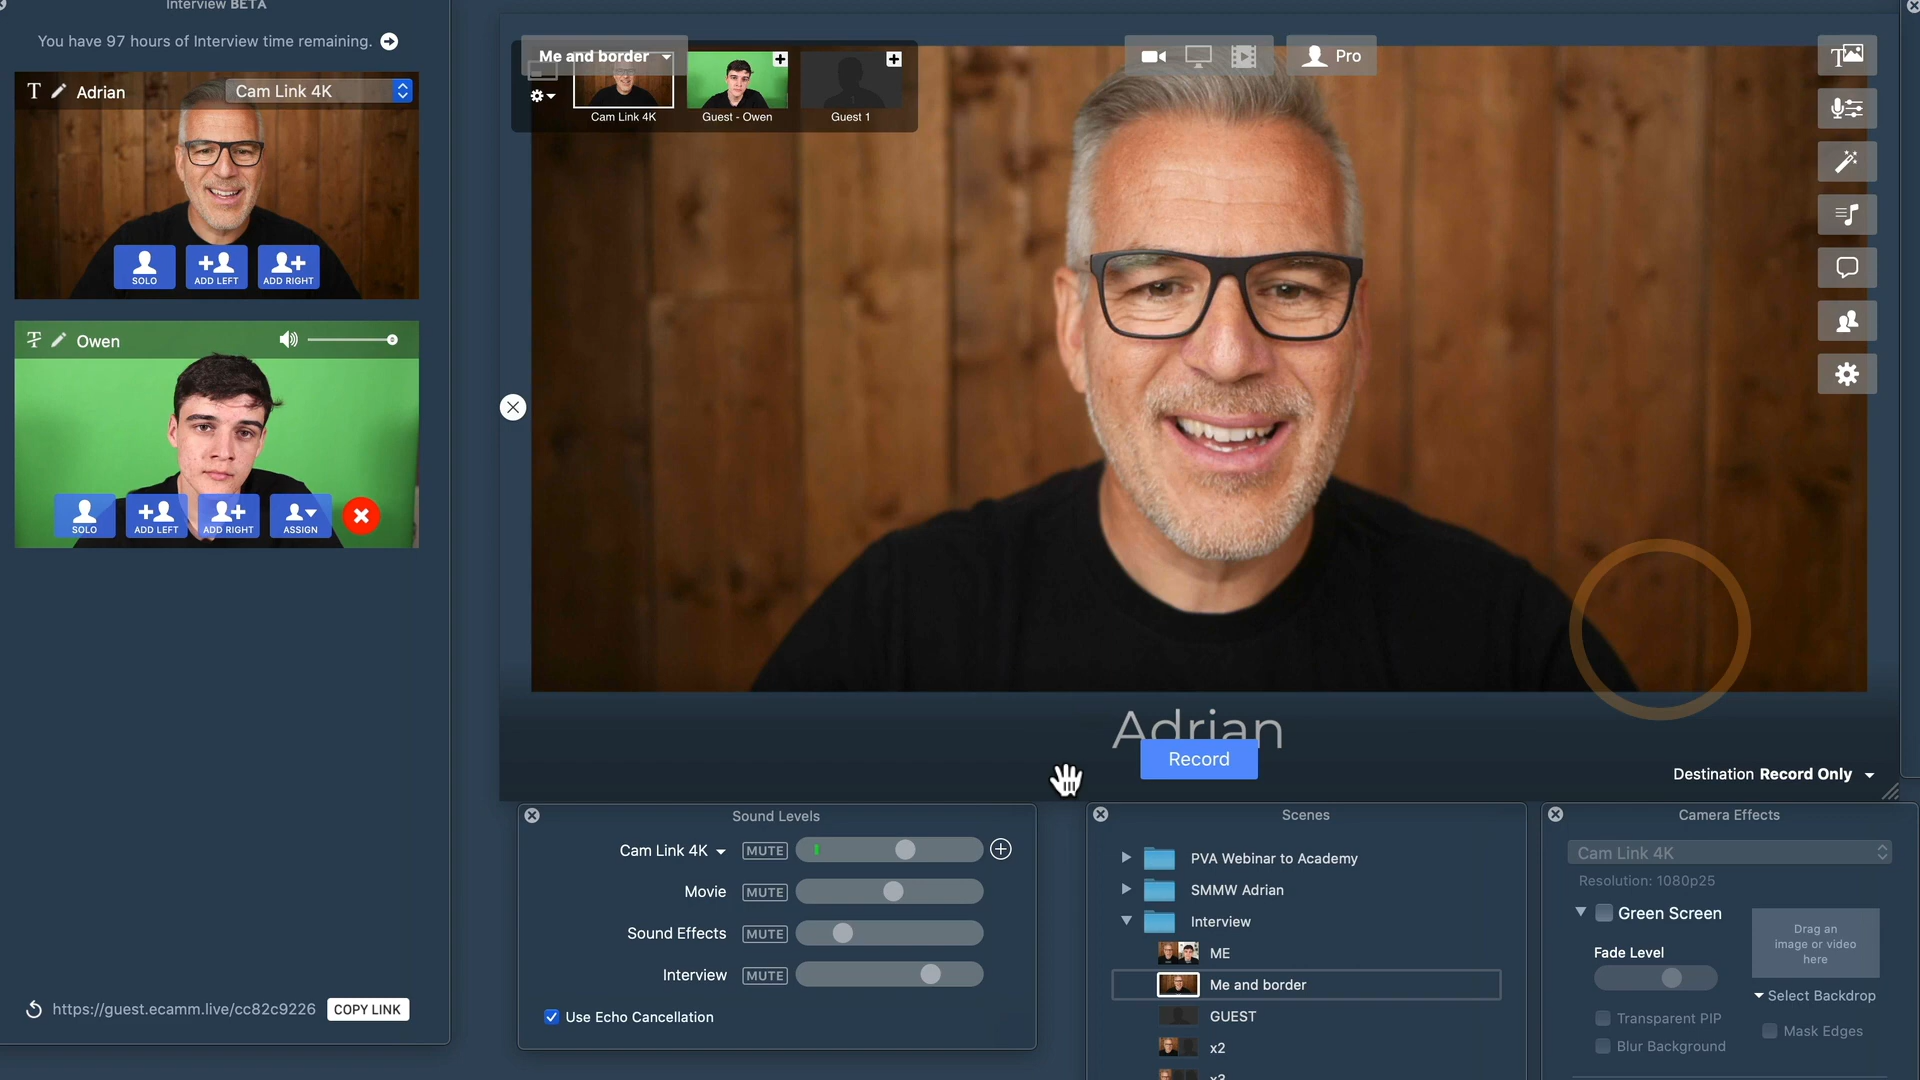 Interview BETA
You have 97 hours of Interview time remaining.
T Adrian
Cam Link 4K
SOLO
ADD LEFT
ADD RIGHT
T Owen
SOLO
ADD LEFT
ADD RIGHT
ASSIGN
https://guest.ecamm.live/cc82c9226
COPY LINK
Me and border
Cam Link 4K
Guest - Owen
Guest 1
Pro
T
Adrian
Record
Destination Record Only
Sound Levels
Cam Link 4K
MUTE
Movie
MUTE
Sound Effects
MUTE
Interview
MUTE
Use Echo Cancellation
Scenes
PVA Webinar to Academy
SMMW Adrian
Interview
ME
Me and border
GUEST
x2
x3
Camera Effects
Cam Link 4K
Resolution: 1080p25
Green Screen
Fade Level
Drag an
image or video
here
Select Backdrop
Transparent PIP
Mask Edges
Blur Background